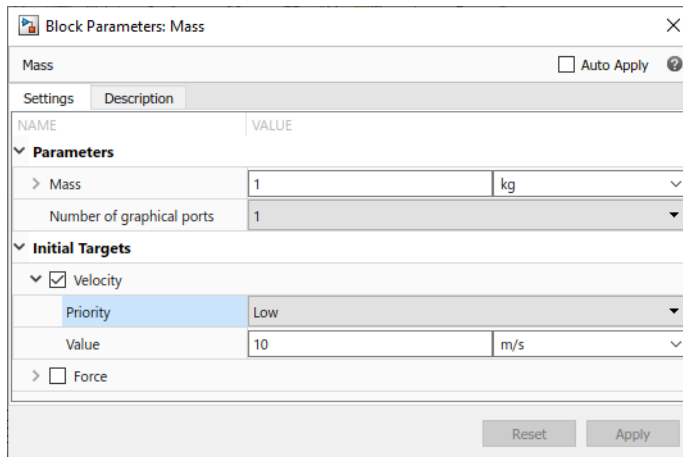 Block Parameters: Mass
Mass Auto Apply
Settings Description
NAME VALUE
Parameters
Mass 1 kg
Number of graphical ports 1
Initial Targets
Velocity
Priority Low
Value 10 m/s
Force
Reset Apply